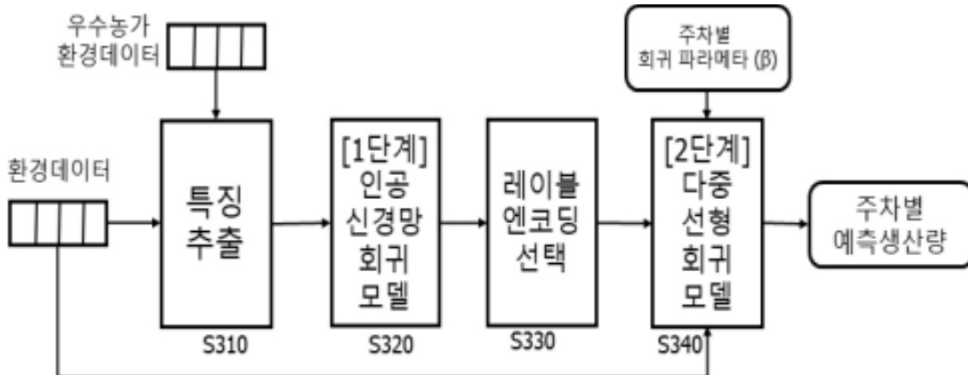 우수농가
환경데이터
주차별
회귀 파라메타 (β)
환경데이터
특징
추출
[1단계]
인공
신경망
회귀
모델
레이블
엔코딩
선택
[2단계]
다중
선형
회귀
모델
주차별
예측생산량
S310
S320
S330
S340